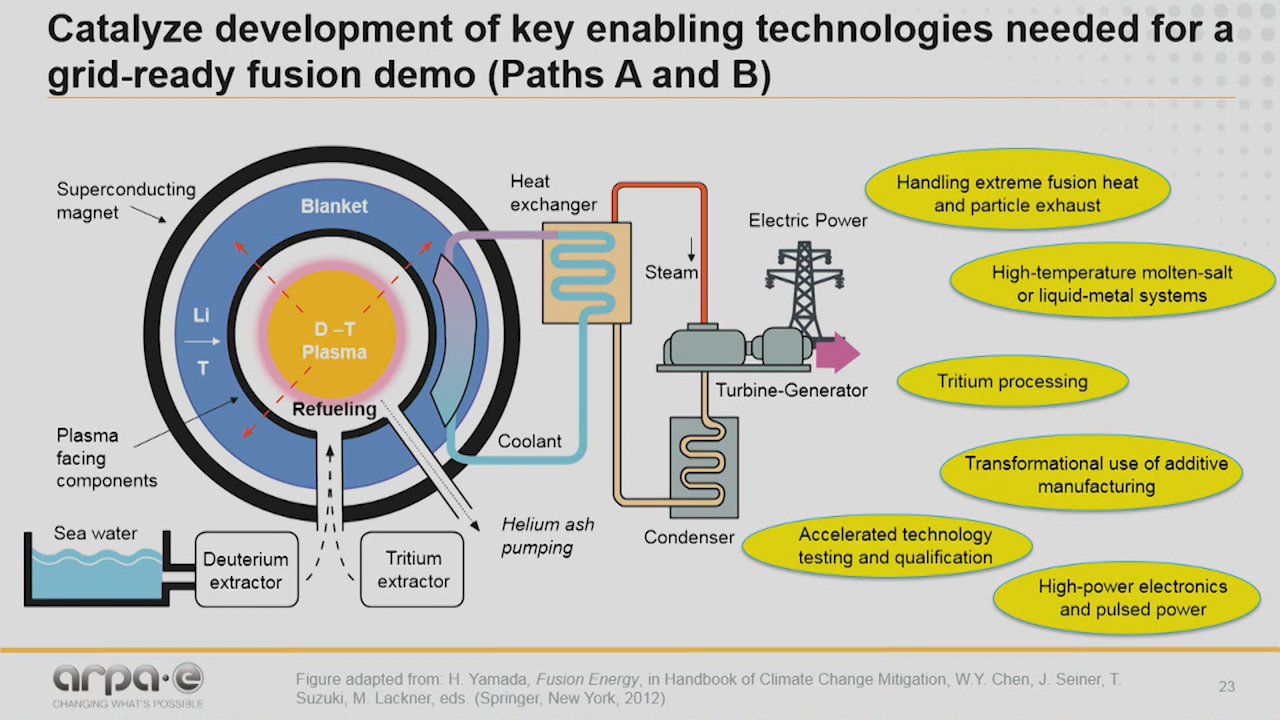 Catalyze development of key enabling technologies needed for a
grid-ready fusion demo (Paths A and B)
Superconducting
magnet
Blanket
Li
T
D –T
Plasma
Refueling
Plasma
facing
components
Sea water
Deuterium
extractor
Tritium
extractor
Helium ash
pumping
Coolant
Heat
exchanger
Steam
Electric Power
Turbine-Generator
Condenser
Handling extreme fusion heat
and particle exhaust
High-temperature molten-salt
or liquid-metal systems
Tritium processing
Transformational use of additive
manufacturing
Accelerated technology
testing and qualification
High-power electronics
and pulsed power
arpa·e
CHANGING WHAT'S POSSIBLE
Figure adapted from: H. Yamada, Fusion Energy, in Handbook of Climate Change Mitigation, W.Y. Chen, J. Seiner, T.
Suzuki, M. Lackner, eds. (Springer, New York, 2012)
23